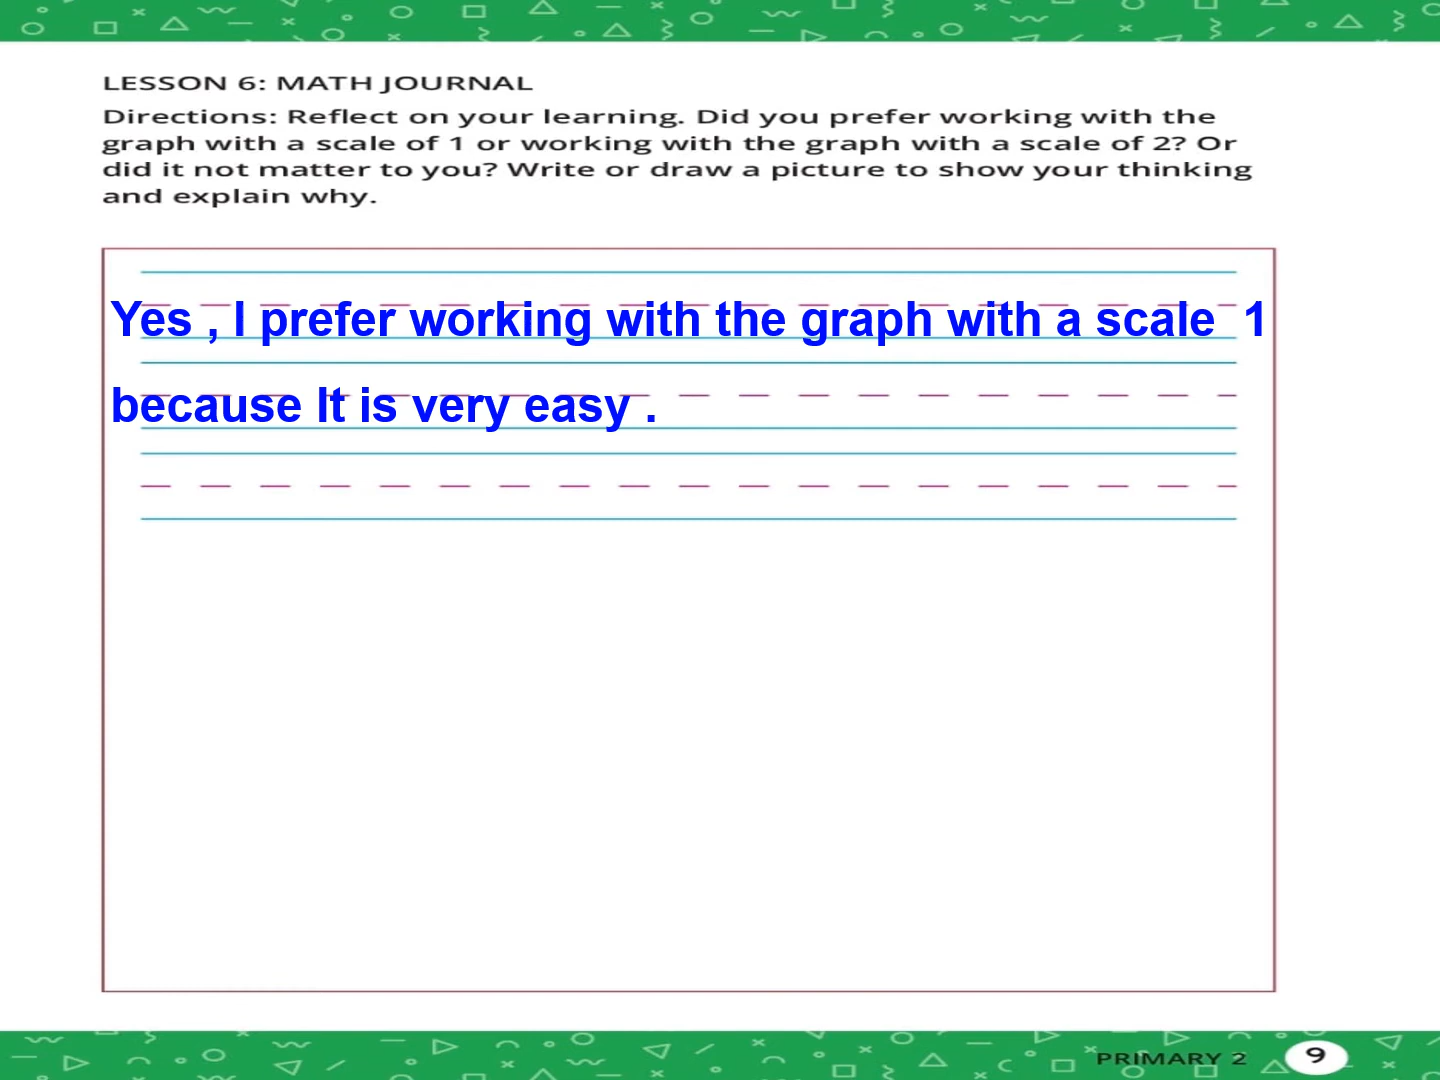 LESSON 6: MATH JOURNAL
Directions: Reflect on your learning. Did you prefer working with the
graph with a scale of 1 or working with the graph with a scale of 2? Or
did it not matter to you? Write or draw a picture to show your thinking
and explain why.
Yes , I prefer working with the graph with a scale 1
because It is very easy .
PRIMARY 2 9